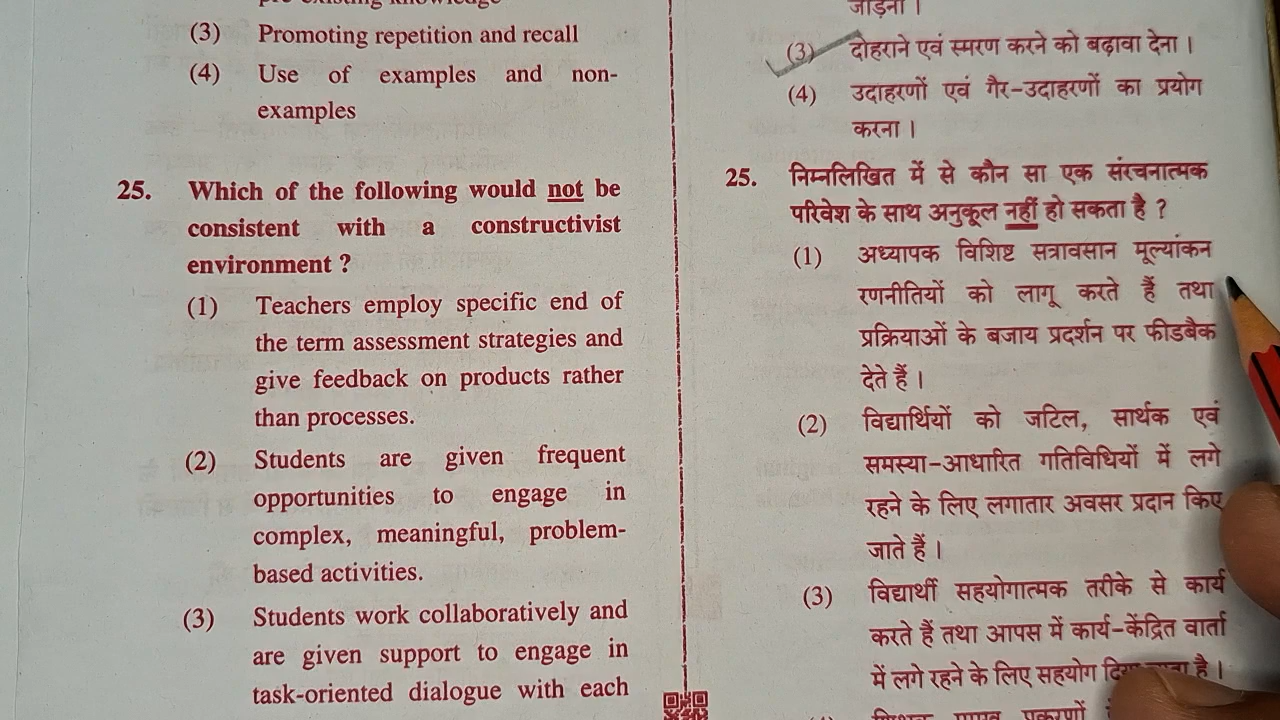 pre-existing knowledge
(3) Promoting repetition and recall
(4) Use of examples and non-
examples
25. Which of the following would not be
consistent with a constructivist
environment ?
(1) Teachers employ specific end of
the term assessment strategies and
give feedback on products rather
than processes.
(2) Students are given frequent
opportunities to engage in
complex, meaningful, problem-
based activities.
(3) Students work collaboratively and
are given support to engage in
task-oriented dialogue with each
जोड़ना ।
(3) दोहराने एवं स्मरण करने को बढ़ावा देना ।
(4) उदाहरणों एवं गैर-उदाहरणों का प्रयोग
करना ।
25. निम्नलिखित में से कौन सा एक संरचनात्मक
परिवेश के साथ अनुकूल नहीं हो सकता है ?
(1) अध्यापक विशिष्ट सत्रावसान मूल्यांकन
रणनीतियों को लागू करते हैं तथा
प्रक्रियाओं के बजाय प्रदर्शन पर फीडबैक
देते हैं ।
(2) विद्यार्थियों को जटिल, सार्थक एवं
समस्या-आधारित गतिविधियों में लगे
रहने के लिए लगातार अवसर प्रदान किए
जाते हैं ।
(3) विद्यार्थी सहयोगात्मक तरीके से कार्य
करते हैं तथा आपस में कार्य-केंद्रित वार्ता
में लगे रहने के लिए सहयोग है ।